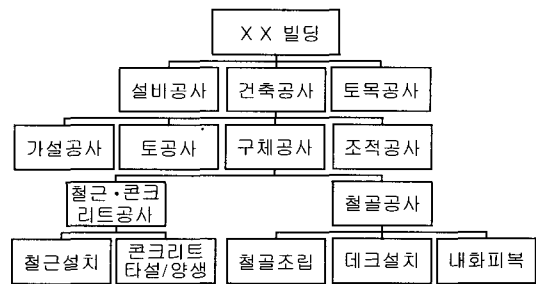 X X 빌딩
설비공사 건축공사 토목공사
가설공사 토공사 구체공사 조적공사
철근·콘크
리트공사
철골공사
철근설치
콘크리트
타설/양생
철골조립 데크설치 내화피복